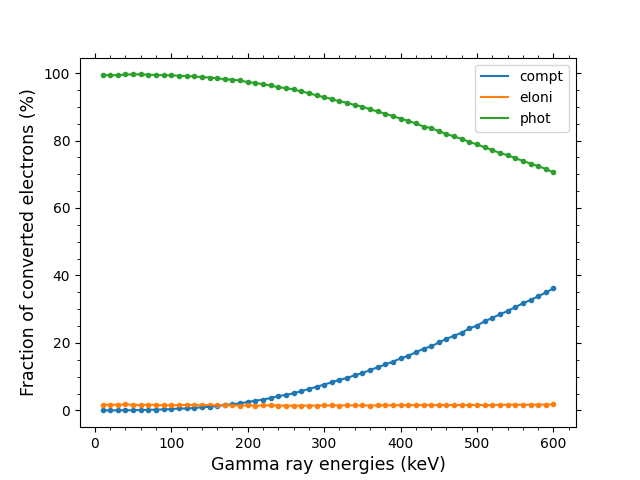 100
80
60
40
20
0
0 100 200 300 400 500 600
Fraction of converted electrons (%)
Gamma ray energies (keV)
compt
eloni
phot